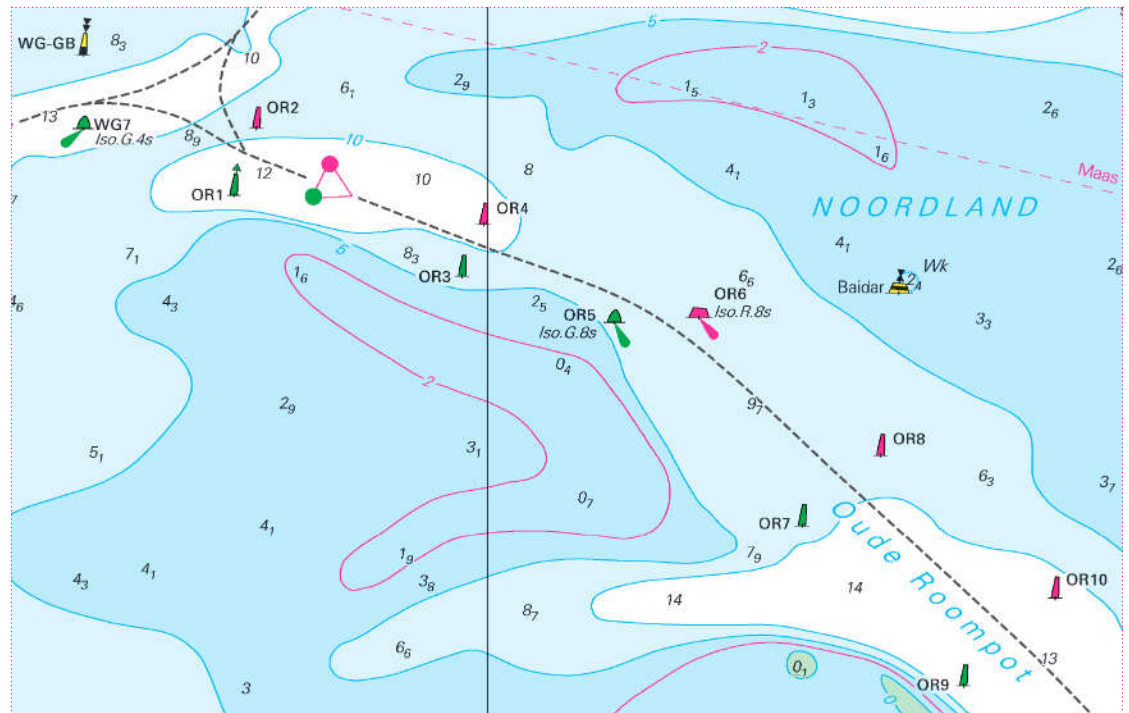 WG-GB
8₃
10
5
2
2₉
6₁
1₅
1₃
2₆
13
WG7
Iso.G.4s
OR2
8₉
10
1₆
12
10
8
4₁
Maas
OR1
OR4
NOORDLAND
7₁
5
8₃
OR3
4₁
Wk
2₄
2₆
Baidar
4₆
4₃
1₆
2₅
OR5
Iso.G.8s
6₆
OR6
Iso.R.8s
3₃
0₄
2
2₉
9₇
5₁
3₁
OR8
6₃
3₇
4₁
0₇
OR7
Oude Roompot
4₃
4₁
1₉
3₈
7₉
14
14
OR10
8₇
6₆
3
0₁
13
OR9
0